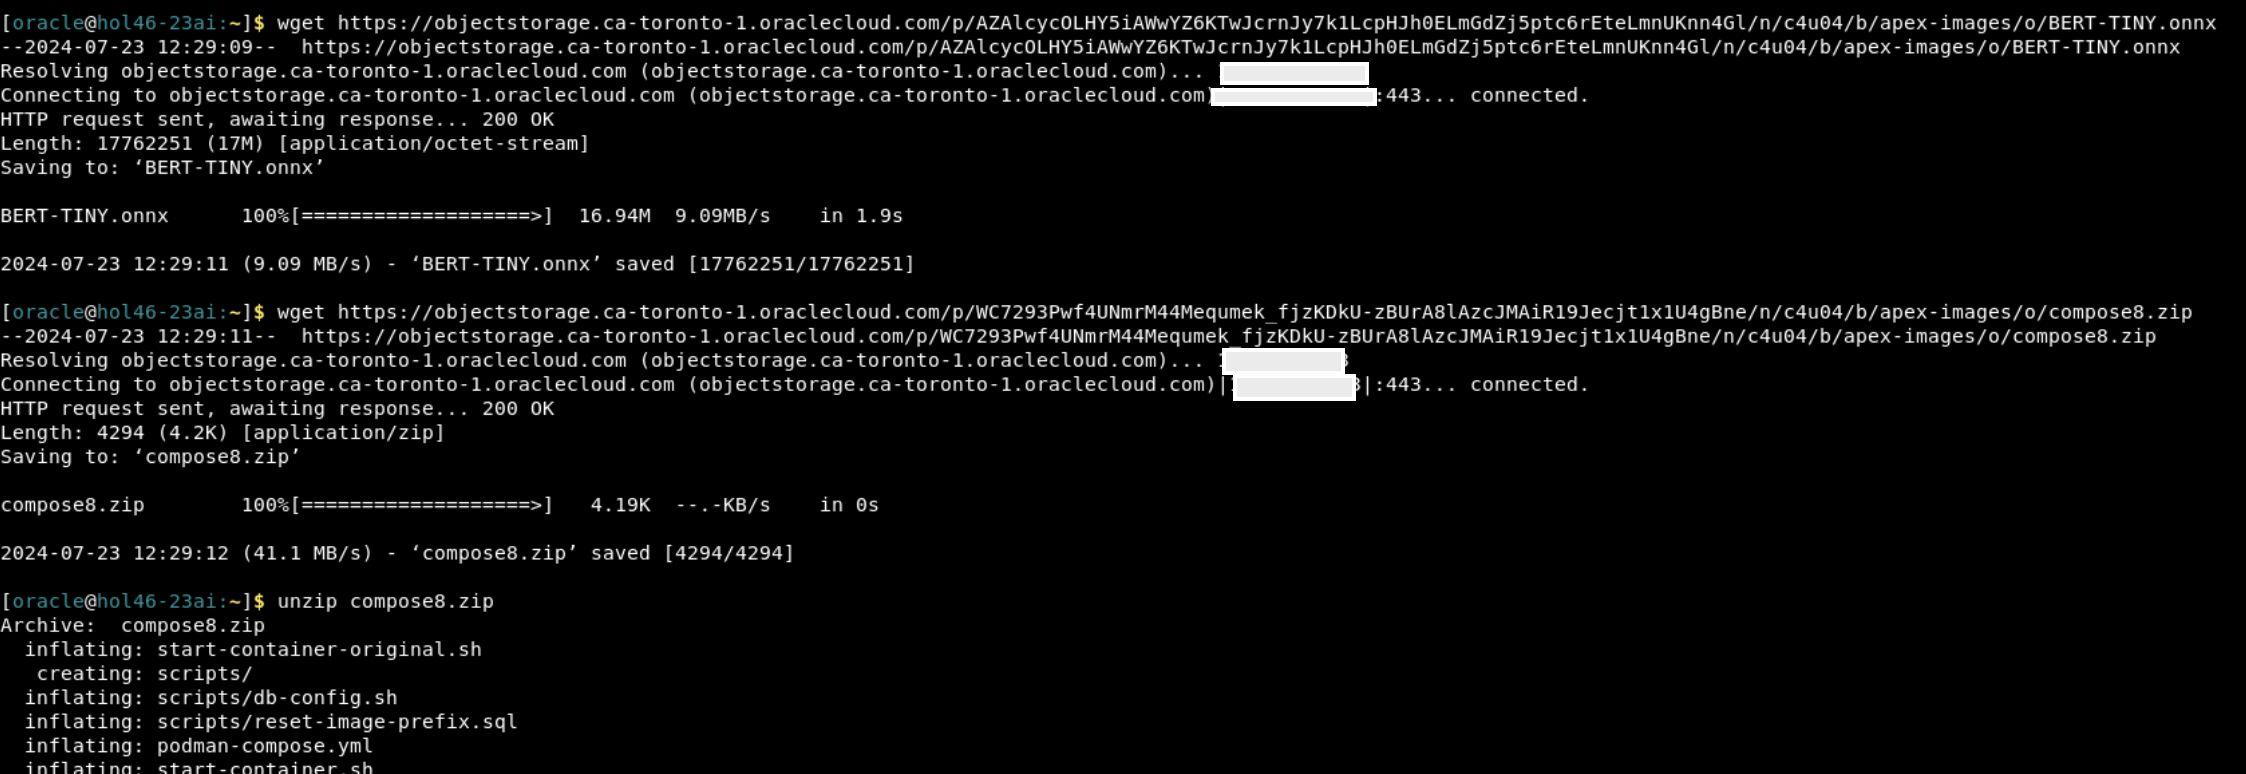 [oracle@hol46-23ai:~]$ wget https://objectstorage.ca-toronto-1.oraclecloud.com/p/AZAlcycOLHY5iAWwYZ6KTwJcrnJy7k1LcpHJh0ELmGdZj5ptc6rEteLmnUKnn4Gl/n/c4u04/b/apex-images/o/BERT-TINY.onnx
--2024-07-23 12:29:09--  https://objectstorage.ca-toronto-1.oraclecloud.com/p/AZAlcycOLHY5iAWwYZ6KTwJcrnJy7k1LcpHJh0ELmGdZj5ptc6rEteLmnUKnn4Gl/n/c4u04/b/apex-images/o/BERT-TINY.onnx
Resolving objectstorage.ca-toronto-1.oraclecloud.com (objectstorage.ca-toronto-1.oraclecloud.com)...
Connecting to objectstorage.ca-toronto-1.oraclecloud.com (objectstorage.ca-toronto-1.oraclecloud.com) :443... connected.
HTTP request sent, awaiting response... 200 OK
Length: 17762251 (17M) [application/octet-stream]
Saving to: ‘BERT-TINY.onnx’
BERT-TINY.onnx      100%[===================>]  16.94M  9.09MB/s    in 1.9s
2024-07-23 12:29:11 (9.09 MB/s) - ‘BERT-TINY.onnx’ saved [17762251/17762251]
[oracle@hol46-23ai:~]$ wget https://objectstorage.ca-toronto-1.oraclecloud.com/p/WC7293Pwf4UNmrM44Mequmek_fjzKDkU-zBUrA8lAzcJMAiR19Jecjt1x1U4gBne/n/c4u04/b/apex-images/o/compose8.zip
--2024-07-23 12:29:11--  https://objectstorage.ca-toronto-1.oraclecloud.com/p/WC7293Pwf4UNmrM44Mequmek_fjzKDkU-zBUrA8lAzcJMAiR19Jecjt1x1U4gBne/n/c4u04/b/apex-images/o/compose8.zip
Resolving objectstorage.ca-toronto-1.oraclecloud.com (objectstorage.ca-toronto-1.oraclecloud.com)...
Connecting to objectstorage.ca-toronto-1.oraclecloud.com (objectstorage.ca-toronto-1.oraclecloud.com)| |:443... connected.
HTTP request sent, awaiting response... 200 OK
Length: 4294 (4.2K) [application/zip]
Saving to: ‘compose8.zip’
compose8.zip        100%[===================>]   4.19K  --.-KB/s    in 0s
2024-07-23 12:29:12 (41.1 MB/s) - ‘compose8.zip’ saved [4294/4294]
[oracle@hol46-23ai:~]$ unzip compose8.zip
Archive:  compose8.zip
  inflating: start-container-original.sh
   creating: scripts/
  inflating: scripts/db-config.sh
  inflating: scripts/reset-image-prefix.sql
  inflating: podman-compose.yml
  inflating: start-container.sh